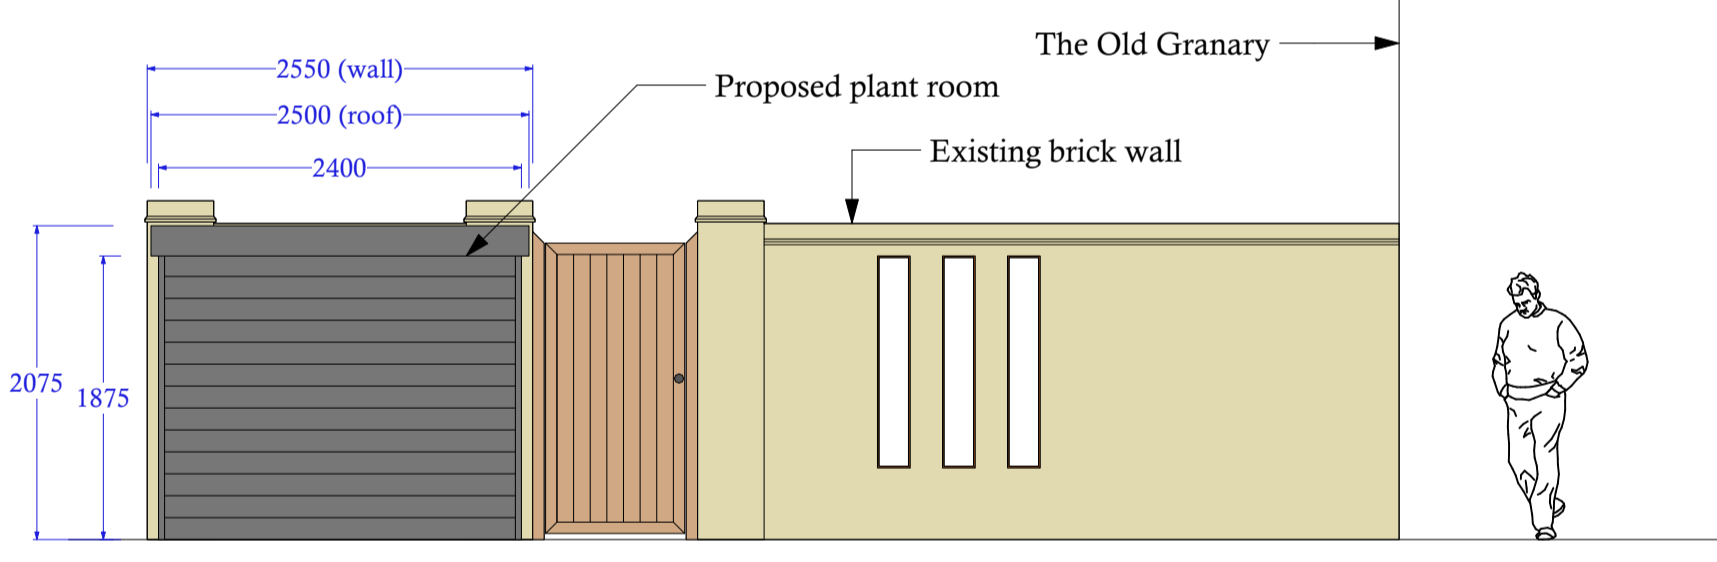 The Old Granary
2550 (wall)
Proposed plant room
2500 (roof)
Existing brick wall
2400
2075
1875